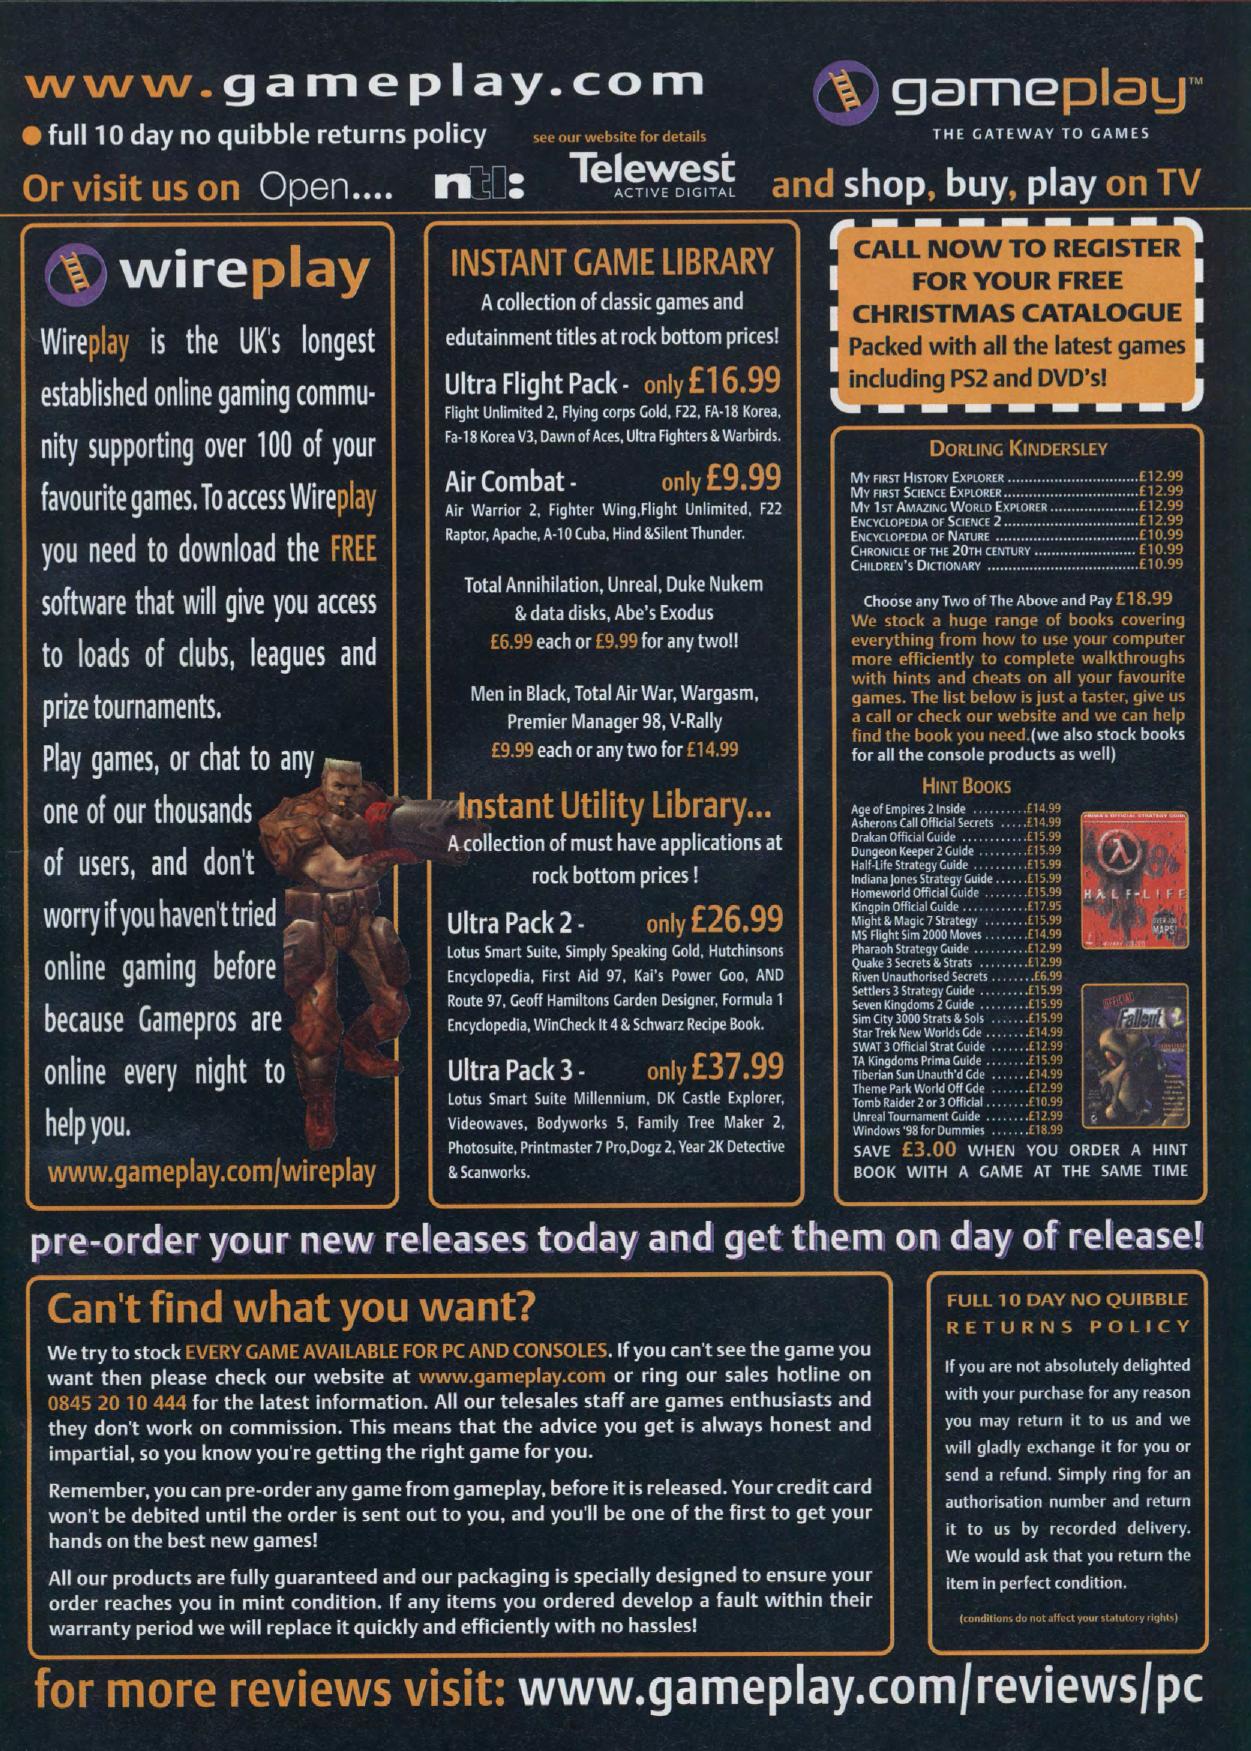 www.gameplay.com
gameplay™
THE GATEWAY TO GAMES
● full 10 day no quibble returns policy
see our website for details
Or visit us on Open....
ntl:
Telewest
ACTIVE DIGITAL
and shop, buy, play on TV
wireplay
Wireplay is the UK's longest
established online gaming commu-
nity supporting over 100 of your
favourite games. To access Wireplay
you need to download the FREE
software that will give you access
to loads of clubs, leagues and
prize tournaments.
Play games, or chat to any
one of our thousands
of users, and don't
worry if you haven't tried
online gaming before
because Gamepros are
online every night to
help you.
www.gameplay.com/wireplay
INSTANT GAME LIBRARY
A collection of classic games and
edutainment titles at rock bottom prices!
Ultra Flight Pack - only £16.99
Flight Unlimited 2, Flying corps Gold, F22, FA-18 Korea,
Fa-18 Korea V3, Dawn of Aces, Ultra Fighters & Warbirds.
Air Combat - only £9.99
Air Warrior 2, Fighter Wing,Flight Unlimited, F22
Raptor, Apache, A-10 Cuba, Hind &Silent Thunder.
Total Annihilation, Unreal, Duke Nukem
& data disks, Abe's Exodus
£6.99 each or £9.99 for any two!!
Men in Black, Total Air War, Wargasm,
Premier Manager 98, V-Rally
£9.99 each or any two for £14.99
Instant Utility Library...
A collection of must have applications at
rock bottom prices !
Ultra Pack 2 - only £26.99
Lotus Smart Suite, Simply Speaking Gold, Hutchinsons
Encyclopedia, First Aid 97, Kai's Power Goo, AND
Route 97, Geoff Hamiltons Garden Designer, Formula 1
Encyclopedia, WinCheck It 4 & Schwarz Recipe Book.
Ultra Pack 3 - only £37.99
Lotus Smart Suite Millennium, DK Castle Explorer,
Videowaves, Bodyworks 5, Family Tree Maker 2,
Photosuite, Printmaster 7 Pro,Dogz 2, Year 2K Detective
& Scanworks.
CALL NOW TO REGISTER
FOR YOUR FREE
CHRISTMAS CATALOGUE
Packed with all the latest games
including PS2 and DVD's!
DORLING KINDERSLEY
MY FIRST HISTORY EXPLORER ..............................£12.99
MY FIRST SCIENCE EXPLORER..............................£12.99
MY 1ST AMAZING WORLD EXPLORER ....................£12.99
ENCYCLOPEDIA OF SCIENCE 2..............................£12.99
ENCYCLOPEDIA OF NATURE ................................£10.99
CHRONICLE OF THE 20TH CENTURY ...................... £10.99
CHILDREN'S DICTIONARY ..................................£10.99
Choose any Two of The Above and Pay £18.99
We stock a huge range of books covering
everything from how to use your computer
more efficiently to complete walkthroughs
with hints and cheats on all your favourite
games. The list below is just a taster, give us
a call or check our website and we can help
find the book you need.(we also stock books
for all the console products as well)
HINT BOOKS
Age of Empires 2 Inside .........£14.99
Asherons Call Official Secrets .....£14.99
Drakan Official Guide ...........£15.99
Dungeon Keeper 2 Guide ........£15.99
Half-Life Strategy Guide .........£15.99
Indiana Jones Strategy Guide......£15.99
Homeworld Official Guide .......£15.99
Kingpin Official Guide ..........£17.95
Might & Magic 7 Strategy .......£15.99
MS Flight Sim 2000 Moves .......£14.99
Pharaoh Strategy Guide .........£12.99
Quake 3 Secrets & Strats ........£12.99
Riven Unauthorised Secrets ........£6.99
Settlers 3 Strategy Guide ........£15.99
Seven Kingdoms 2 Guide ........£15.99
Sim City 3000 Strats & Sols .......£15.99
Star Trek New Worlds Gde .......£14.99
SWAT 3 Official Strat Guide ......£12.99
TA Kingdoms Prima Guide .......£15.99
Tiberian Sun Unauth'd Gde ......£14.99
Theme Park World Off Gde ......£12.99
Tomb Raider 2 or 3 Official .......£10.99
Unreal Tournament Guide .......£12.99
Windows '98 for Dummies ......£18.99
PRIMA'S OFFICIAL STRATEGY GUIDE
HALF-LIFE
OVER 100
MAPS!
OFFICIAL
Fallout 2
SAVE £3.00 WHEN YOU ORDER A HINT
BOOK WITH A GAME AT THE SAME TIME
pre-order your new releases today and get them on day of release!
Can't find what you want?
We try to stock EVERY GAME AVAILABLE FOR PC AND CONSOLES. If you can't see the game you
want then please check our website at www.gameplay.com or ring our sales hotline on
0845 20 10 444 for the latest information. All our telesales staff are games enthusiasts and
they don't work on commission. This means that the advice you get is always honest and
impartial, so you know you're getting the right game for you.
Remember, you can pre-order any game from gameplay, before it is released. Your credit card
won't be debited until the order is sent out to you, and you'll be one of the first to get your
hands on the best new games!
All our products are fully guaranteed and our packaging is specially designed to ensure your
order reaches you in mint condition. If any items you ordered develop a fault within their
warranty period we will replace it quickly and efficiently with no hassles!
FULL 10 DAY NO QUIBBLE
RETURNS POLICY
If you are not absolutely delighted
with your purchase for any reason
you may return it to us and we
will gladly exchange it for you or
send a refund. Simply ring for an
authorisation number and return
it to us by recorded delivery.
We would ask that you return the
item in perfect condition.
(conditions do not affect your statutory rights)
for more reviews visit: www.gameplay.com/reviews/pc